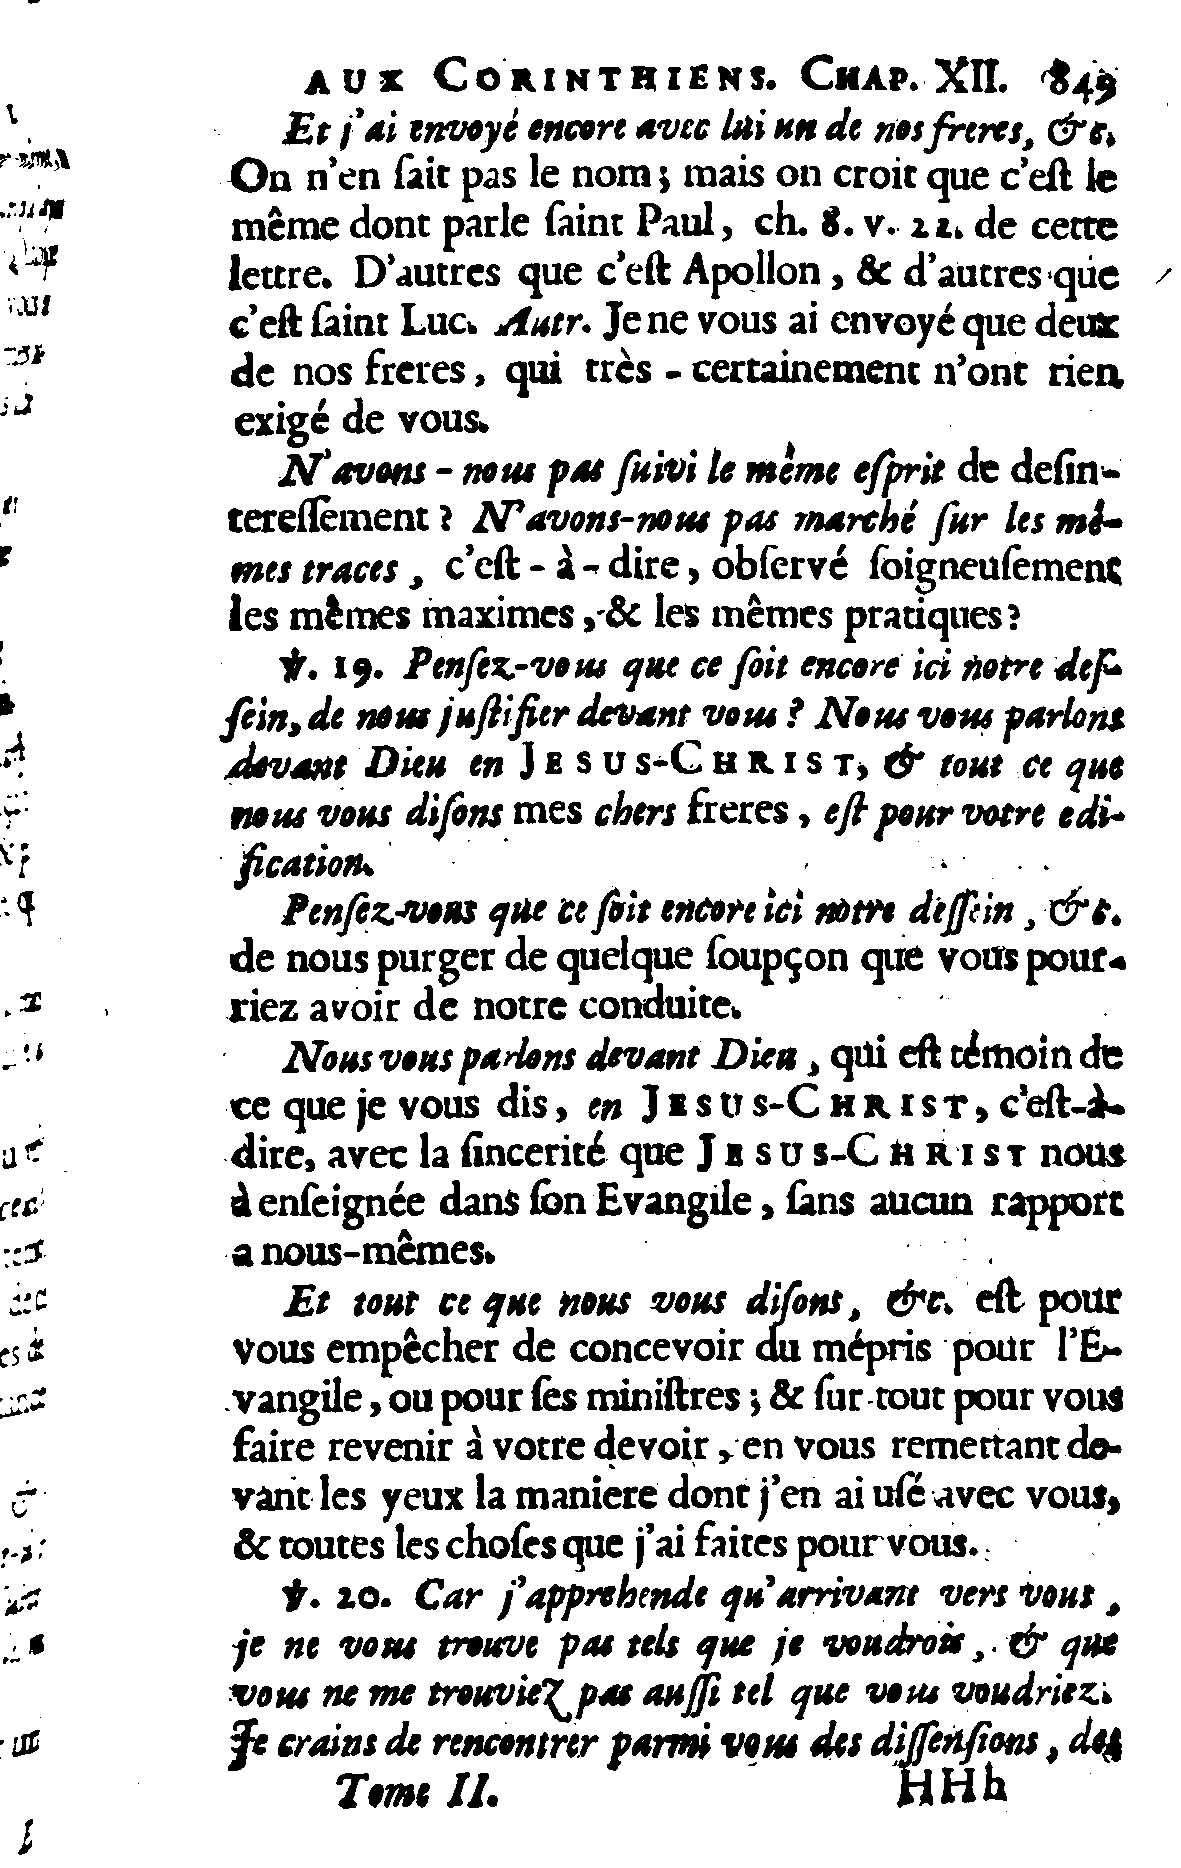 AUX CORINTHIENS. CHAP. XII. 849
Et j'ai envoyé encore avec lui un de nos freres, &c.
On n'en ſait pas le nom; mais on croit que c'eſt le
même dont parle ſaint Paul, ch. 8. v. 22. de cette
lettre. D'autres que c'eſt Apollon, & d'autres que
c'eſt ſaint Luc. Autr. Je ne vous ai envoyé que deux
de nos freres, qui très-certainement n'ont rien
exigé de vous.
N'avons-nous pas ſuivi le même eſprit de deſin-
tereſſement? N'avons-nous pas marché ſur les mê-
mes traces, c'eſt-à-dire, obſervé ſoigneuſement
les mêmes maximes, & les mêmes pratiques?
℣. 19. Penſez-vous que ce ſoit encore ici notre deſ-
ſein, de nous juſtifier devant vous? Nous vous parlons
devant Dieu en JESUS-CHRIST, & tout ce que
nous vous diſons mes chers freres, eſt pour votre edi-
fication.
Penſez-vous que ce ſoit encore ici notre deſſein, &c.
de nous purger de quelque ſoupçon que vous pour-
riez avoir de notre conduite.
Nous vous parlons devant Dieu, qui eſt témoin de
ce que je vous dis, en JESUS-CHRIST, c'eſt-à-
dire, avec la ſincerité que JESUS-CHRIST nous
à enſeignée dans ſon Evangile, ſans aucun rapport
a nous-mêmes.
Et tout ce que nous vous diſons, &c. eſt pour
vous empêcher de concevoir du mépris pour l'E-
vangile, ou pour ſes miniſtres; & ſur-tout pour vous
faire revenir à votre devoir, en vous remettant de-
vant les yeux la maniere dont j'en ai uſé avec vous,
& toutes les choſes que j'ai faites pour vous.
℣. 20. Car j'apprehende qu'arrivant vers vous,
je ne vous trouve pas tels que je voudrois, & que
vous ne me trouviez pas auſſi tel que vous voudriez.
Je crains de rencontrer parmi vous des diſſenſions, des
Tome II. HHh